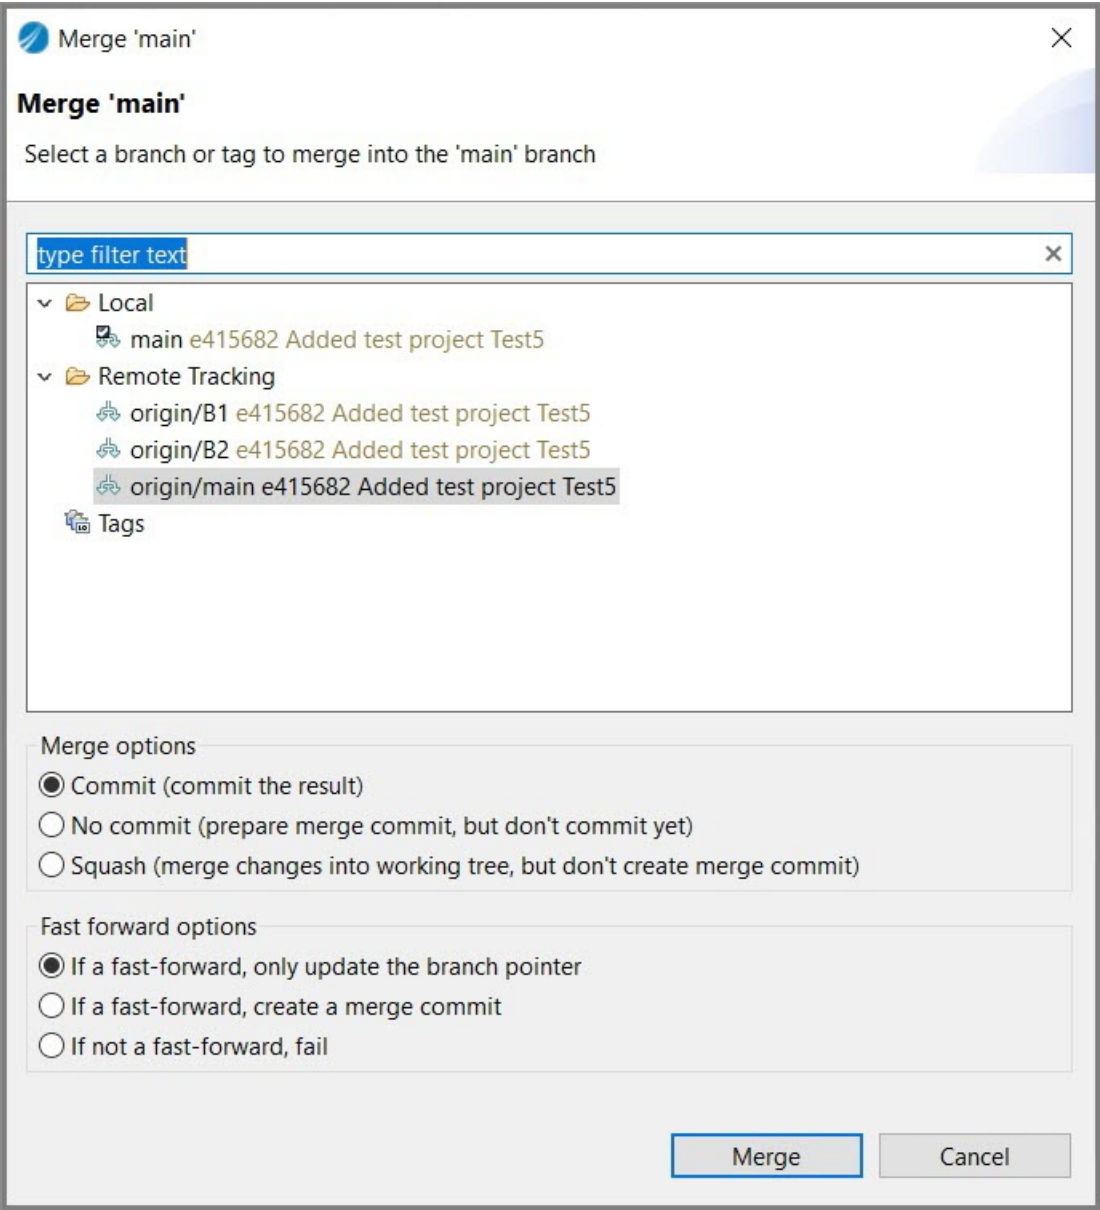 Merge 'main'
Merge 'main'
Select a branch or tag to merge into the 'main' branch
type filter text
Local
main e415682 Added test project Test5
Remote Tracking
origin/B1 e415682 Added test project Test5
origin/B2 e415682 Added test project Test5
origin/main e415682 Added test project Test5
Tags
Merge options
Commit (commit the result)
No commit (prepare merge commit, but don't commit yet)
Squash (merge changes into working tree, but don't create merge commit)
Fast forward options
If a fast-forward, only update the branch pointer
If a fast-forward, create a merge commit
If not a fast-forward, fail
Merge Cancel